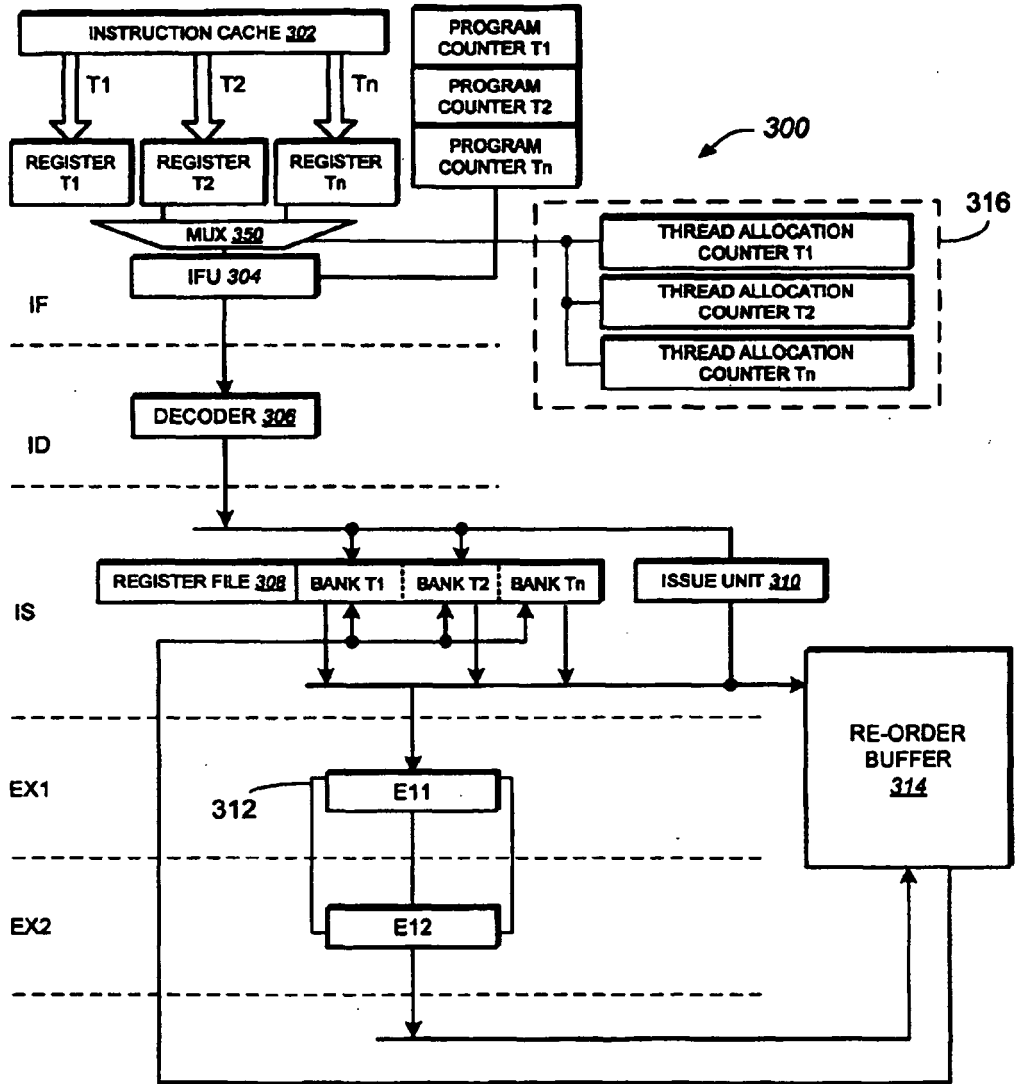 INSTRUCTION CACHE 302
PROGRAM
COUNTER T1
PROGRAM
COUNTER T2
PROGRAM
COUNTER Tn
T1
T2
Tn
REGISTER
T1
REGISTER
T2
REGISTER
Tn
300
316
MUX 350
IFU 304
IF
THREAD ALLOCATION
COUNTER T1
THREAD ALLOCATION
COUNTER T2
THREAD ALLOCATION
COUNTER Tn
DECODER 306
ID
REGISTER FILE 308
BANK T1
BANK T2
BANK Tn
ISSUE UNIT 310
IS
RE-ORDER
BUFFER
314
EX1
312
E11
EX2
E12